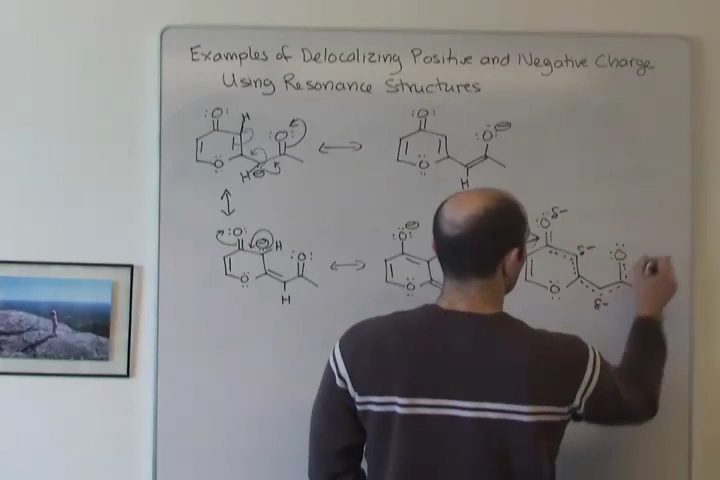 Examples of Delocalizing Positive and Negative Charge
Using Resonance Structures
:O: H :O: :O: :O:⊖
H
O H ⊖ O H
:O: ⊖ H :O: :O:⊖ :O: δ- δ- :O:
O H O O δ-